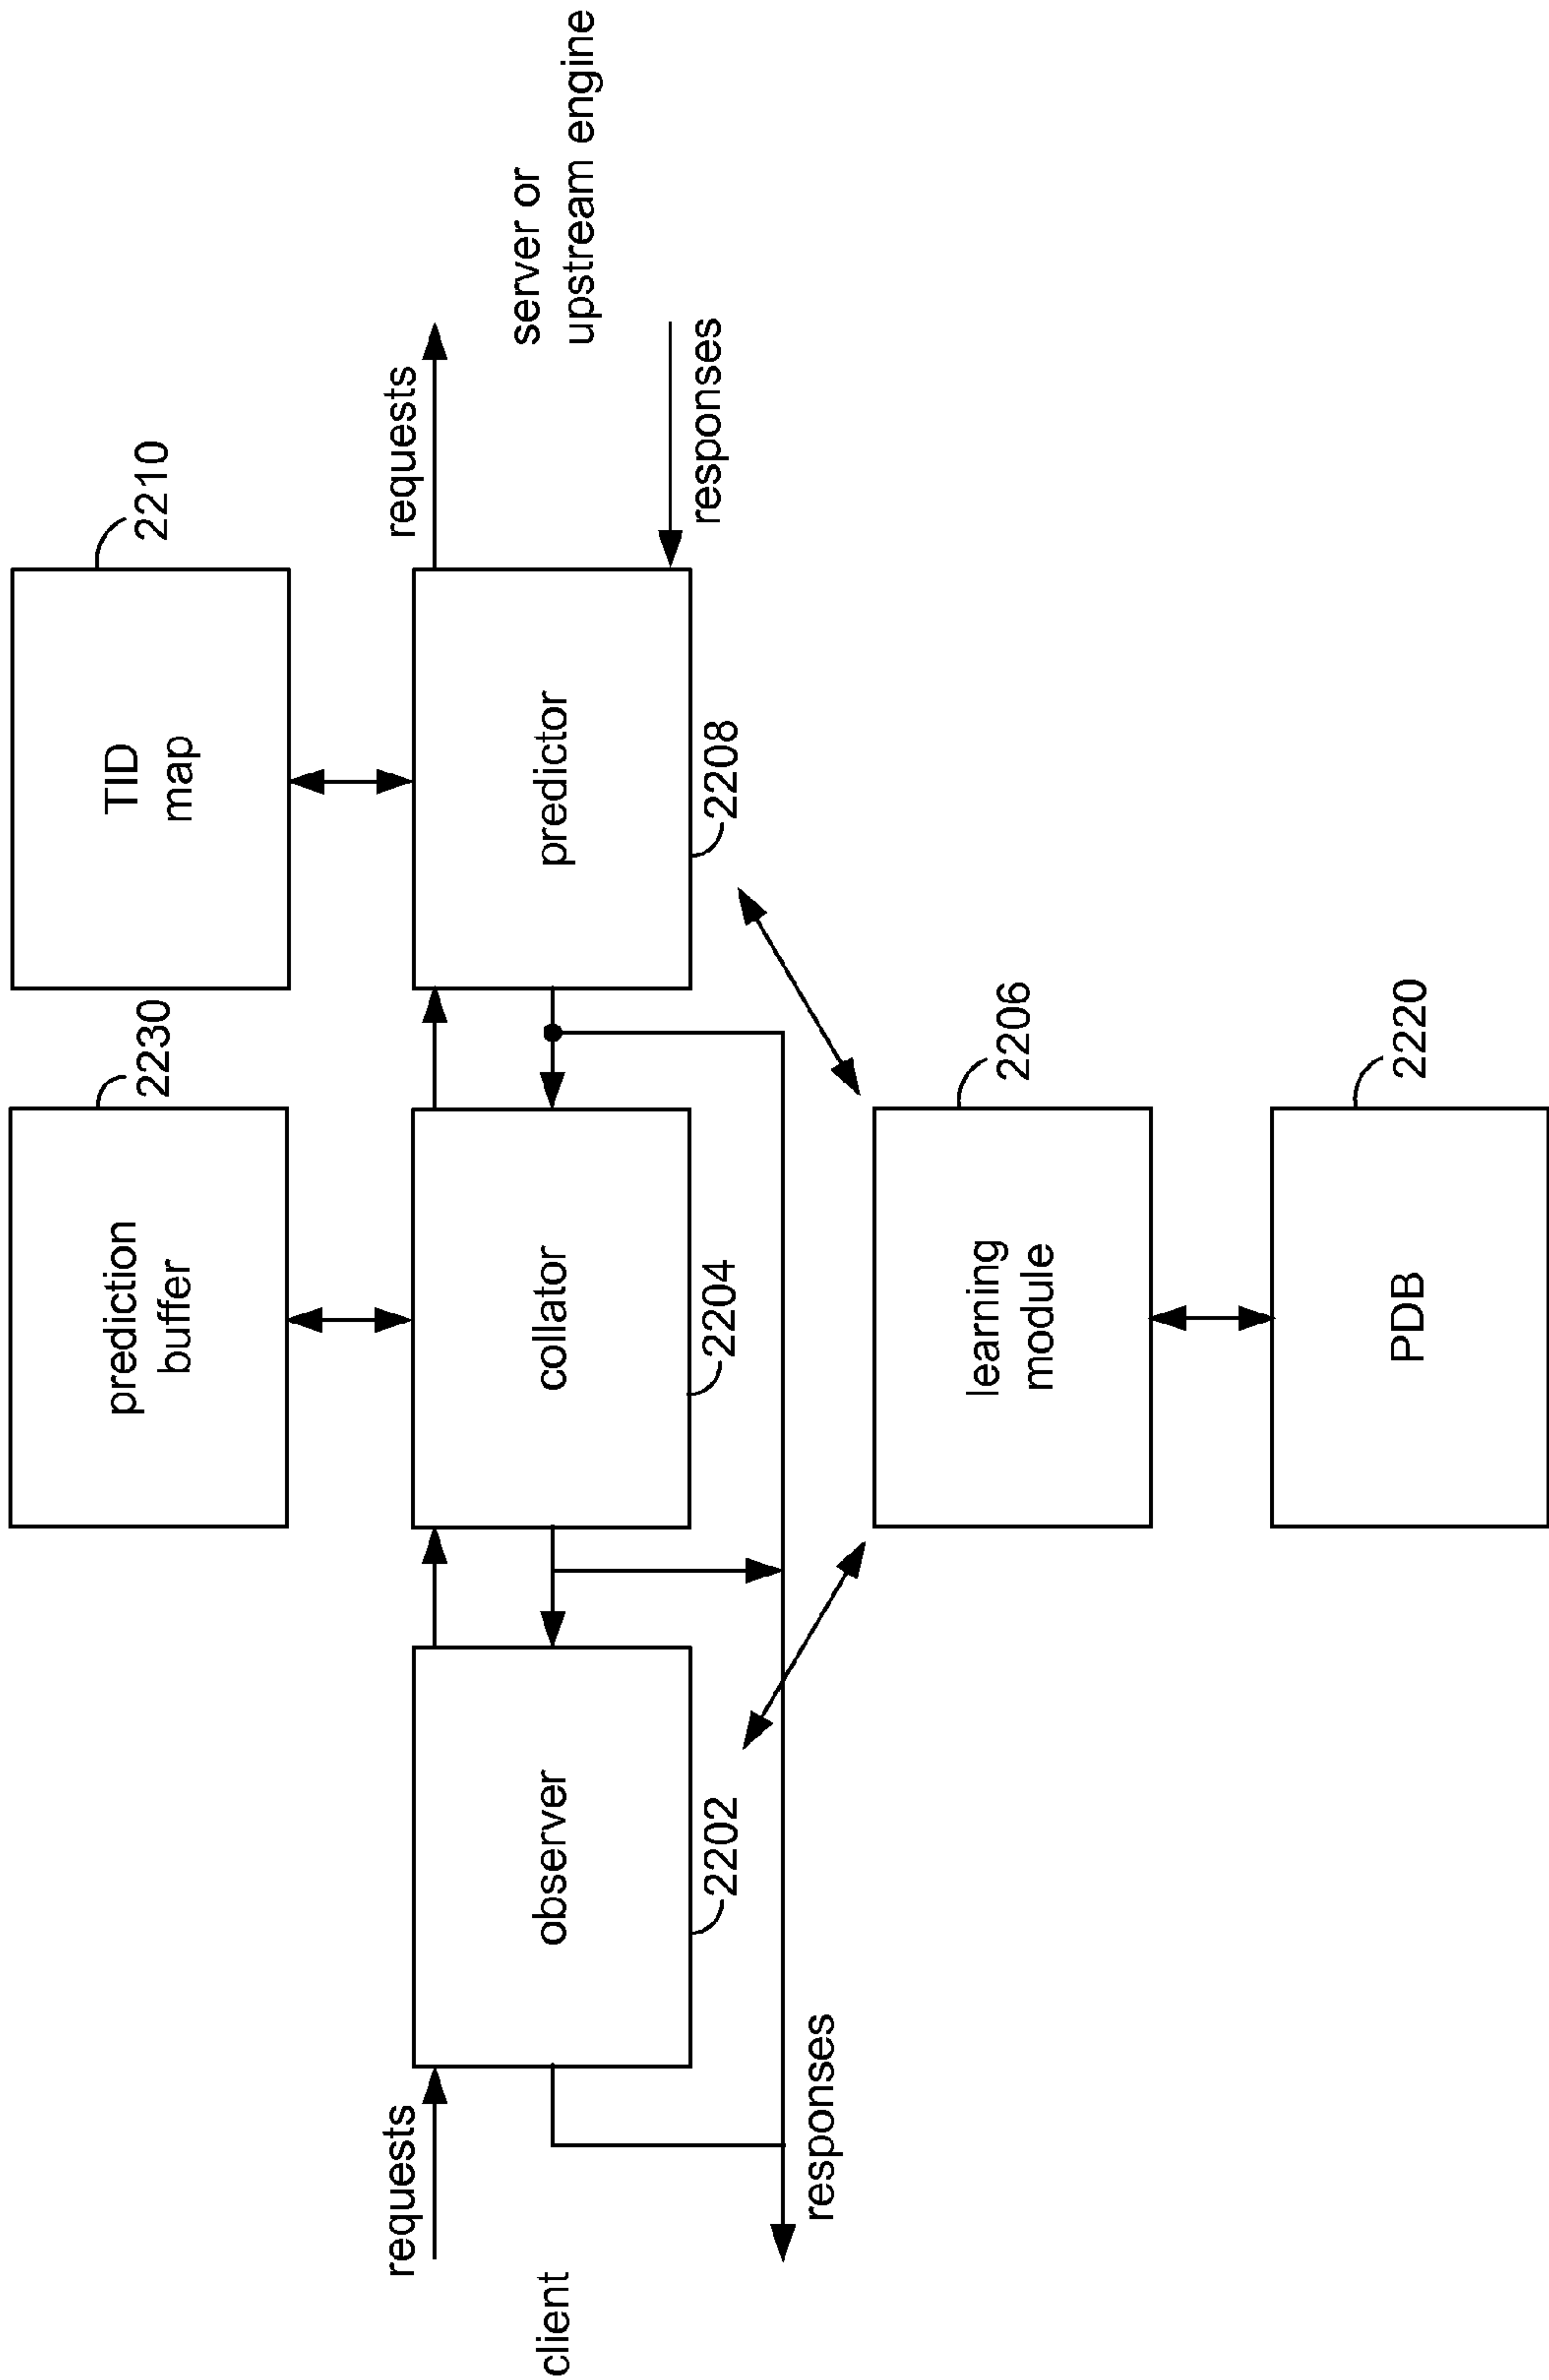 prediction
buffer
2230
TID
map
2210
requests
requests
client
observer
2202
collator
2204
predictor
2208
server or
upstream engine
responses
responses
learning
module
2206
PDB
2220